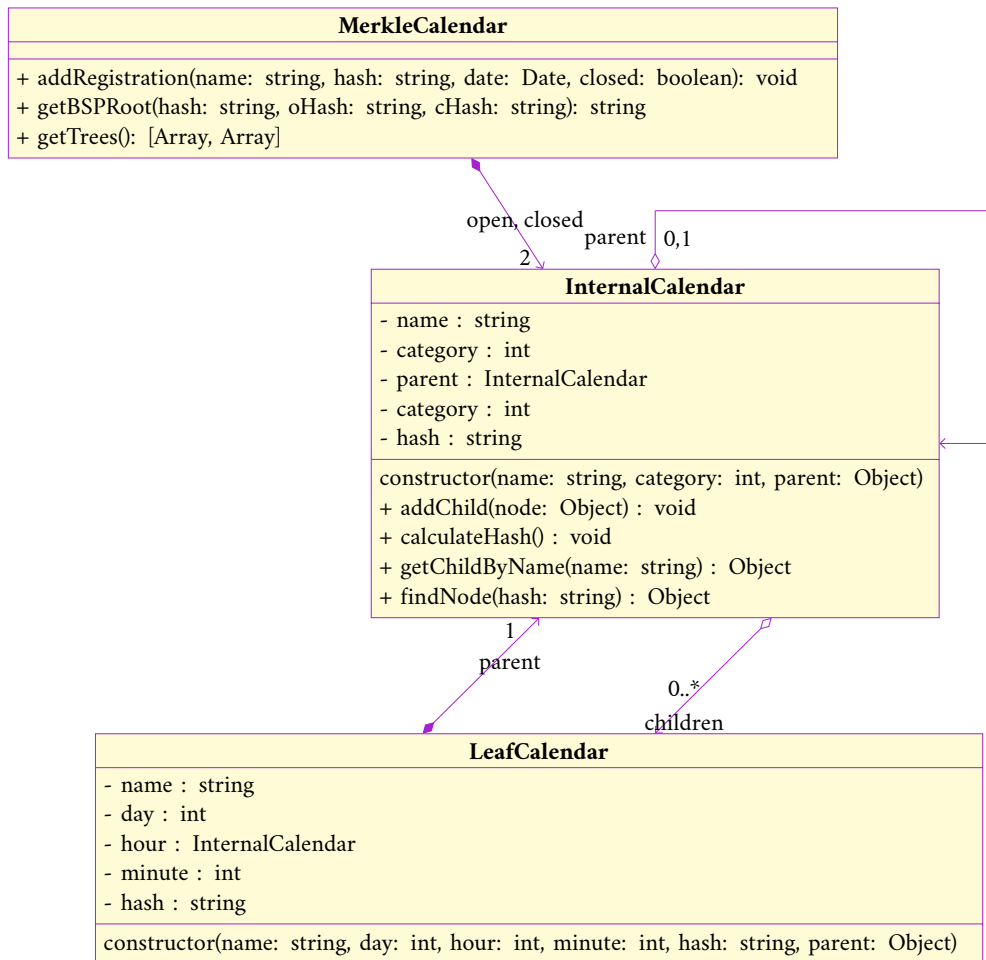 MerkleCalendar
+ addRegistration(name: string, hash: string, date: Date, closed: boolean): void
+ getBSPRoot(hash: string, oHash: string, cHash: string): string
+ getTrees(): [Array, Array]
open, closed
2
parent
0,1
InternalCalendar
- name : string
- category : int
- parent : InternalCalendar
- category : int
- hash : string
constructor(name: string, category: int, parent: Object)
+ addChild(node: Object) : void
+ calculateHash() : void
+ getChildByName(name: string) : Object
+ findNode(hash: string) : Object
1
parent
0..*
children
LeafCalendar
- name : string
- day : int
- hour : InternalCalendar
- minute : int
- hash : string
constructor(name: string, day: int, hour: int, minute: int, hash: string, parent: Object)